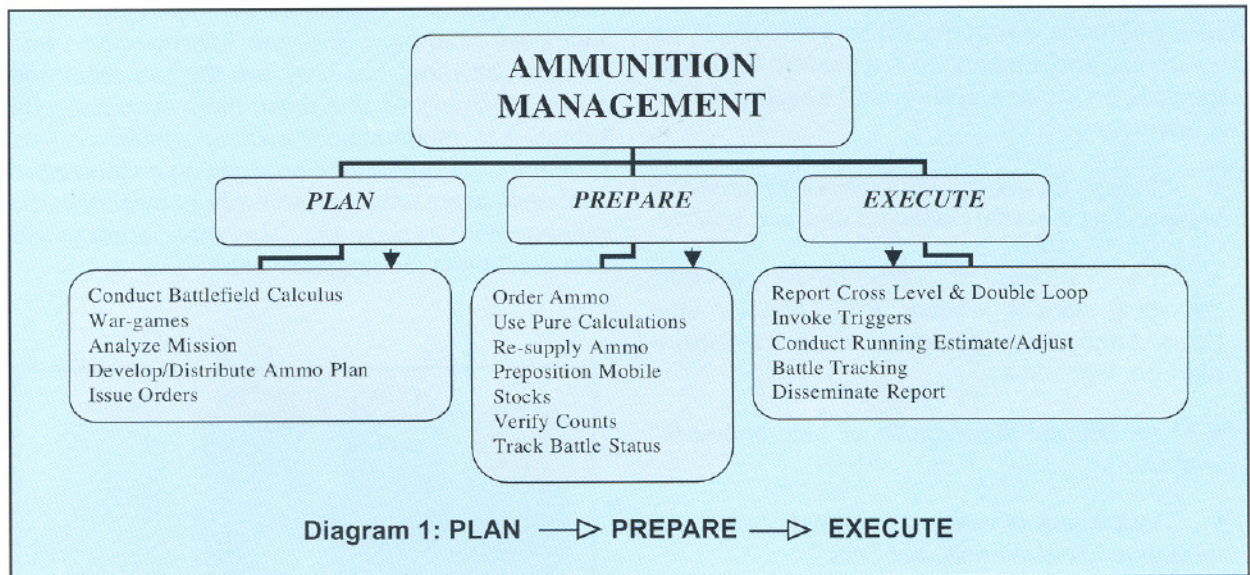 AMMUNITION
MANAGEMENT
PLAN
PREPARE
EXECUTE
Conduct Battlefield Calculus
War-games
Analyze Mission
Develop/Distribute Ammo Plan
Issue Orders
Order Ammo
Use Pure Calculations
Re-supply Ammo
Preposition Mobile
Stocks
Verify Counts
Track Battle Status
Report Cross Level & Double Loop
Invoke Triggers
Conduct Running Estimate/Adjust
Battle Tracking
Disseminate Report
Diagram 1: PLAN PREPARE EXECUTE